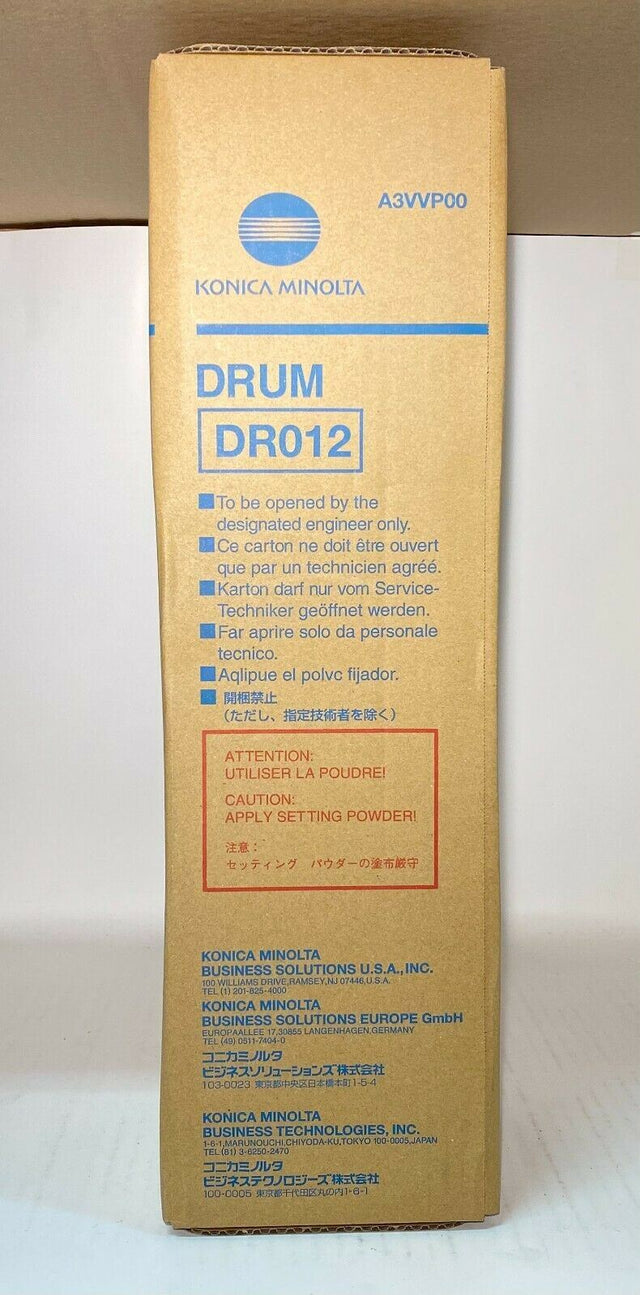 A3VVP00
KONICA MINOLTA
DRUM
DR012
■To be opened by the
designated engineer only.
■Ce carton ne doit être ouvert
que par un technicien agréé.
■Karton darf nur vom Service-
Techniker geöffnet werden.
■Far aprire solo da personale
tecnico.
■Aqlipue el polvc fijador.
■ 開梱禁止
(ただし、指定技術者を除く)
ATTENTION:
UTILISER LA POUDRE!
CAUTION:
APPLY SETTING POWDER!
注意：
セッティング パウダーの塗布厳守
KONICA MINOLTA
BUSINESS SOLUTIONS U.S.A.,INC.
100 WILLIAMS DRIVE,RAMSEY,NJ 07446,U.S.A.
TEL (1) 201-825-4000
KONICA MINOLTA
BUSINESS SOLUTIONS EUROPE GmbH
EUROPAALLEE 17,30855 LANGENHAGEN,GERMANY
TEL (49) 0511-7404-0
コニカミノルタ
ビジネスソリューションズ株式会社
103-0023 東京都中央区日本橋本町1-5-4
KONICA MINOLTA
BUSINESS TECHNOLOGIES, INC.
1-6-1,MARUNOUCHI,CHIYODA-KU,TOKYO 100-0005,JAPAN
TEL (81) 3-6250-2470
コニカミノルタ
ビジネステクノロジーズ株式会社
100-0005 東京都千代田区丸の内1-6-1